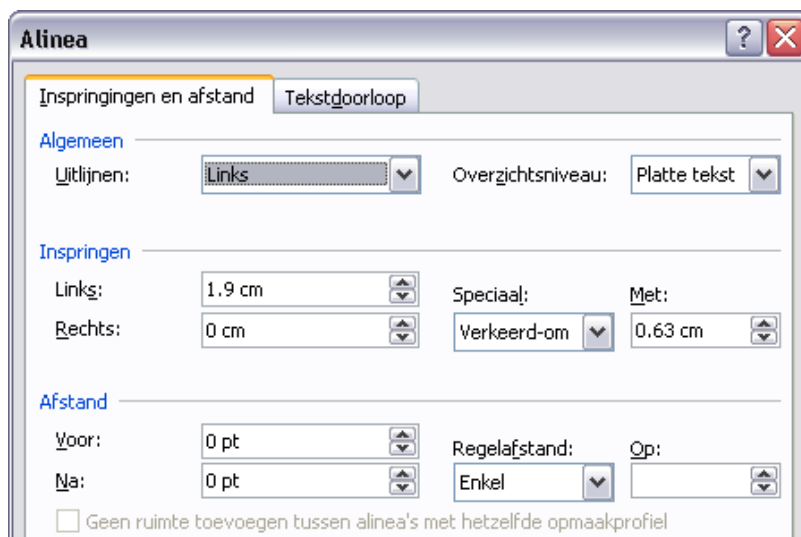 Alinea
Inspringingen en afstand Tekstdoorloop
Algemeen
Uitlijnen: Links Overzichtsniveau: Platte tekst
Inspringen
Links: 1.9 cm Speciaal: Met:
Rechts: 0 cm Verkeerd-om 0.63 cm
Afstand
Voor: 0 pt Regelafstand: Op:
Na: 0 pt Enkel
Geen ruimte toevoegen tussen alinea's met hetzelfde opmaakprofiel